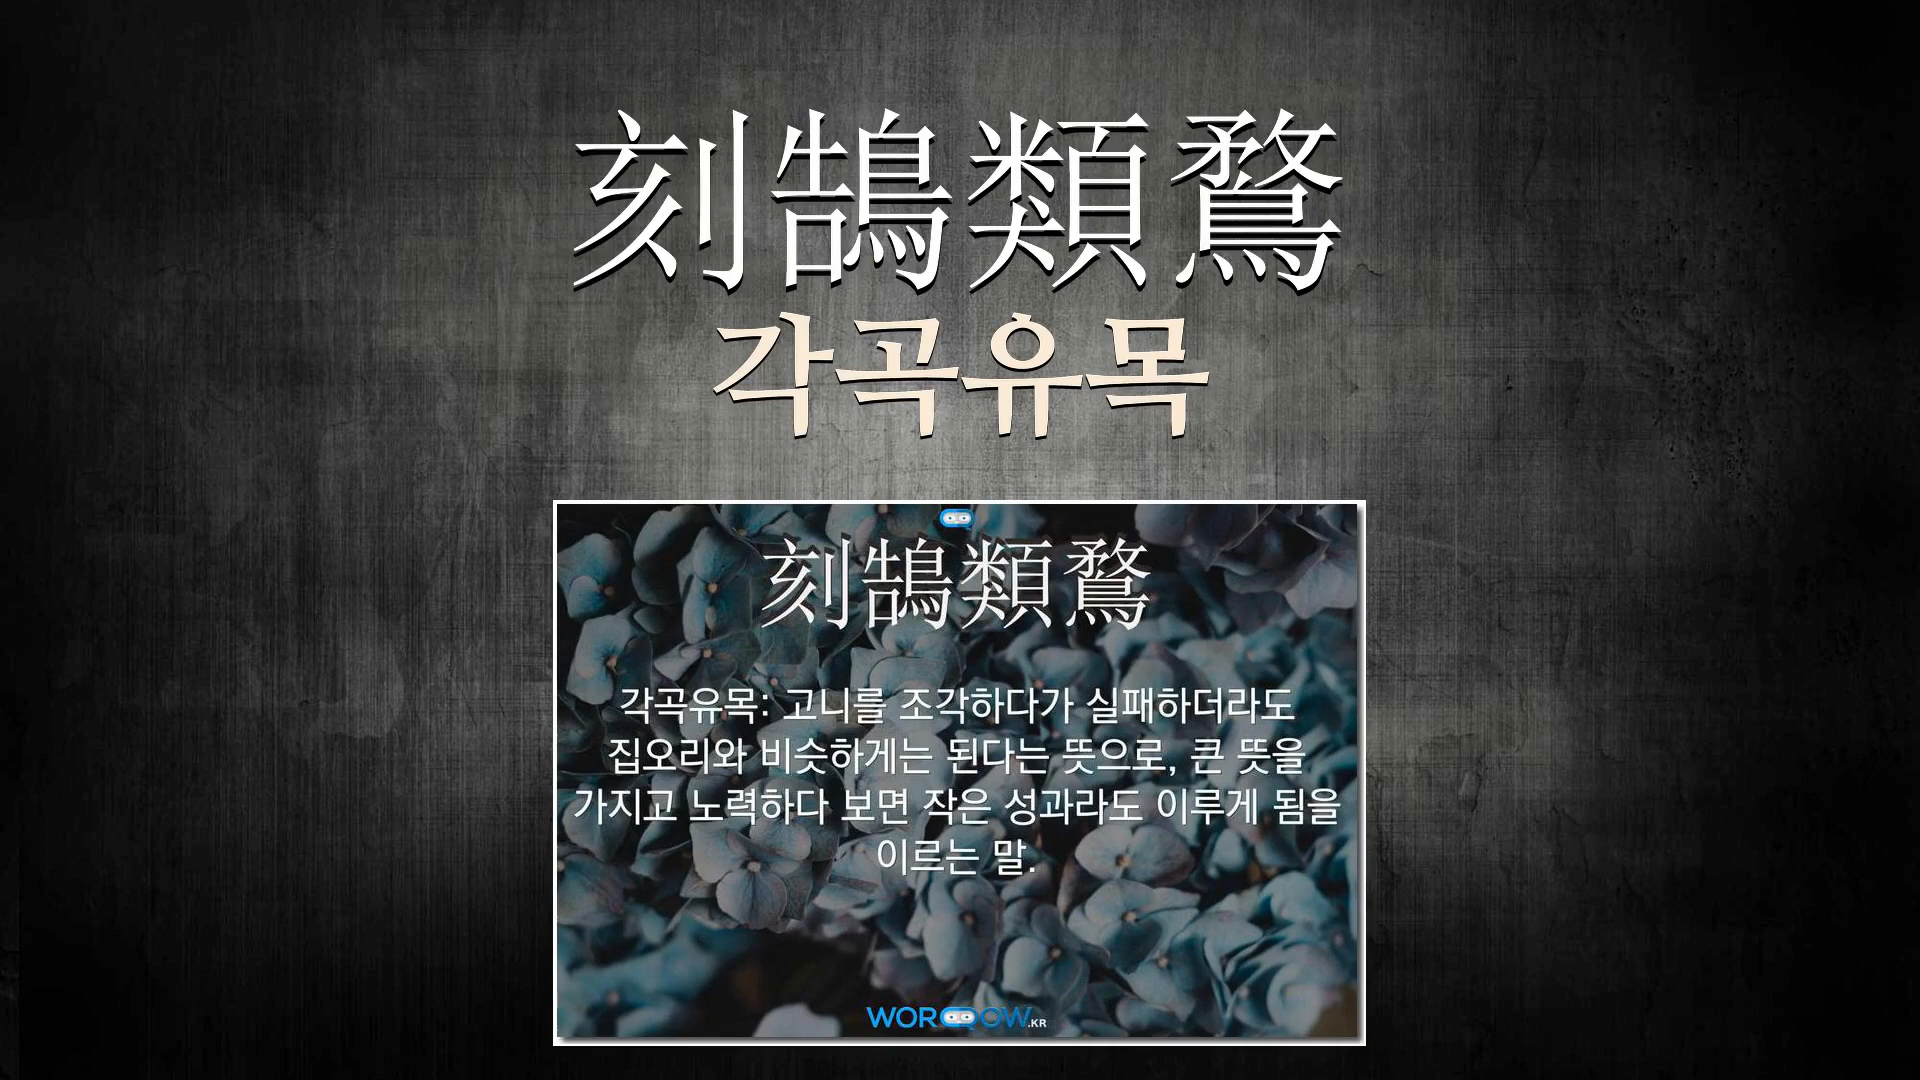 刻鵠類鶩
각곡유목
刻鵠類鶩
각곡유목: 고니를 조각하다가 실패하더라도
집오리와 비슷하게는 된다는 뜻으로, 큰 뜻을
가지고 노력하다 보면 작은 성과라도 이루게 됨을
이르는 말.
WORDROW.KR